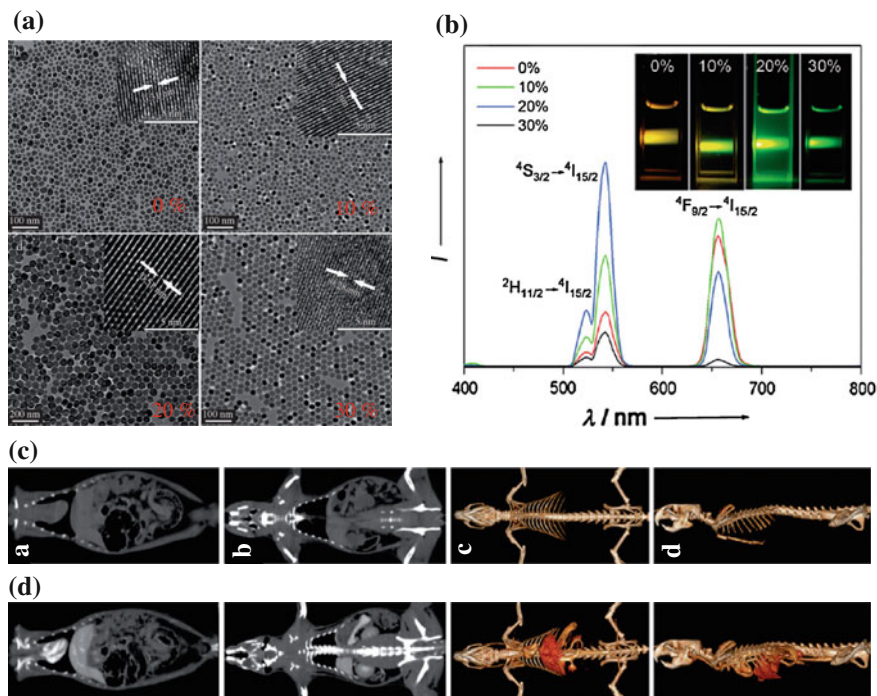 (a)
0 %
100 nm
10 %
100 nm
d
5 nm
20 %
200 nm
5 nm
30 %
100 nm
(b)
0%
10%
20%
30%
0% 10% 20% 30%
⁴S₃/₂→⁴I₁₅/₂
⁴F₉/₂→⁴I₁₅/₂
²H₁₁/₂→⁴I₁₅/₂
I
400 500 600 700 800
λ / nm
(c)
a b c d
(d)